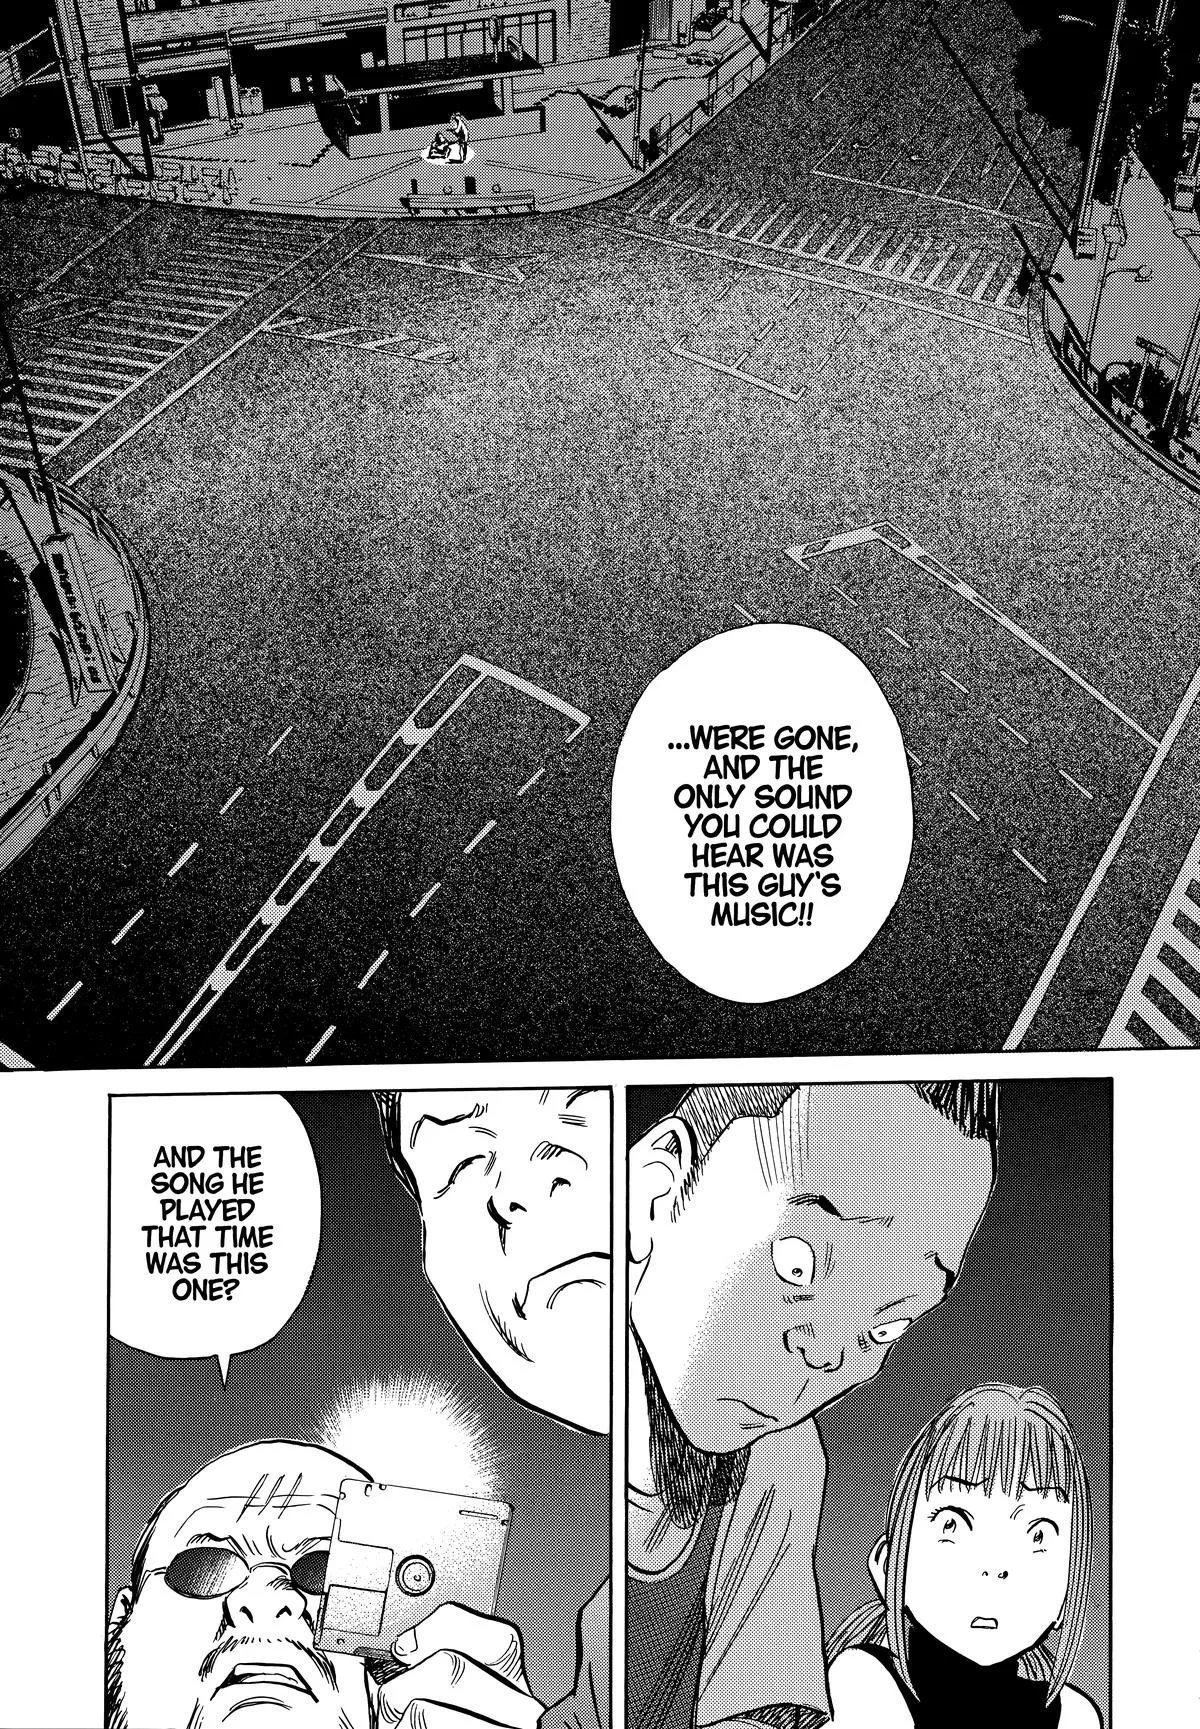 ...WERE GONE,
AND THE
ONLY SOUND
YOU COULD
HEAR WAS
THIS GUY'S
MUSIC!!
AND THE
SONG HE
PLAYED
THAT TIME
WAS THIS
ONE?